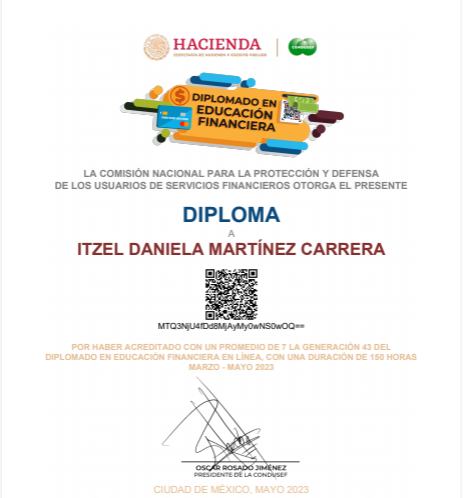 HACIENDA
SECRETARÍA DE HACIENDA Y CRÉDITO PÚBLICO
CONDUSEF
DIPLOMADO EN
EDUCACIÓN
FINANCIERA
LA COMISIÓN NACIONAL PARA LA PROTECCIÓN Y DEFENSA
DE LOS USUARIOS DE SERVICIOS FINANCIEROS OTORGA EL PRESENTE
DIPLOMA
A
ITZEL DANIELA MARTÍNEZ CARRERA
MTQ3NjU4fDd8MjAyMy0wNS0wOQ==
POR HABER ACREDITADO CON UN PROMEDIO DE 7 LA GENERACIÓN 43 DEL
DIPLOMADO EN EDUCACIÓN FINANCIERA EN LÍNEA, CON UNA DURACIÓN DE 150 HORAS
MARZO - MAYO 2023
OSCAR ROSADO JIMÉNEZ
PRESIDENTE DE LA CONDUSEF
CIUDAD DE MÉXICO, MAYO 2023